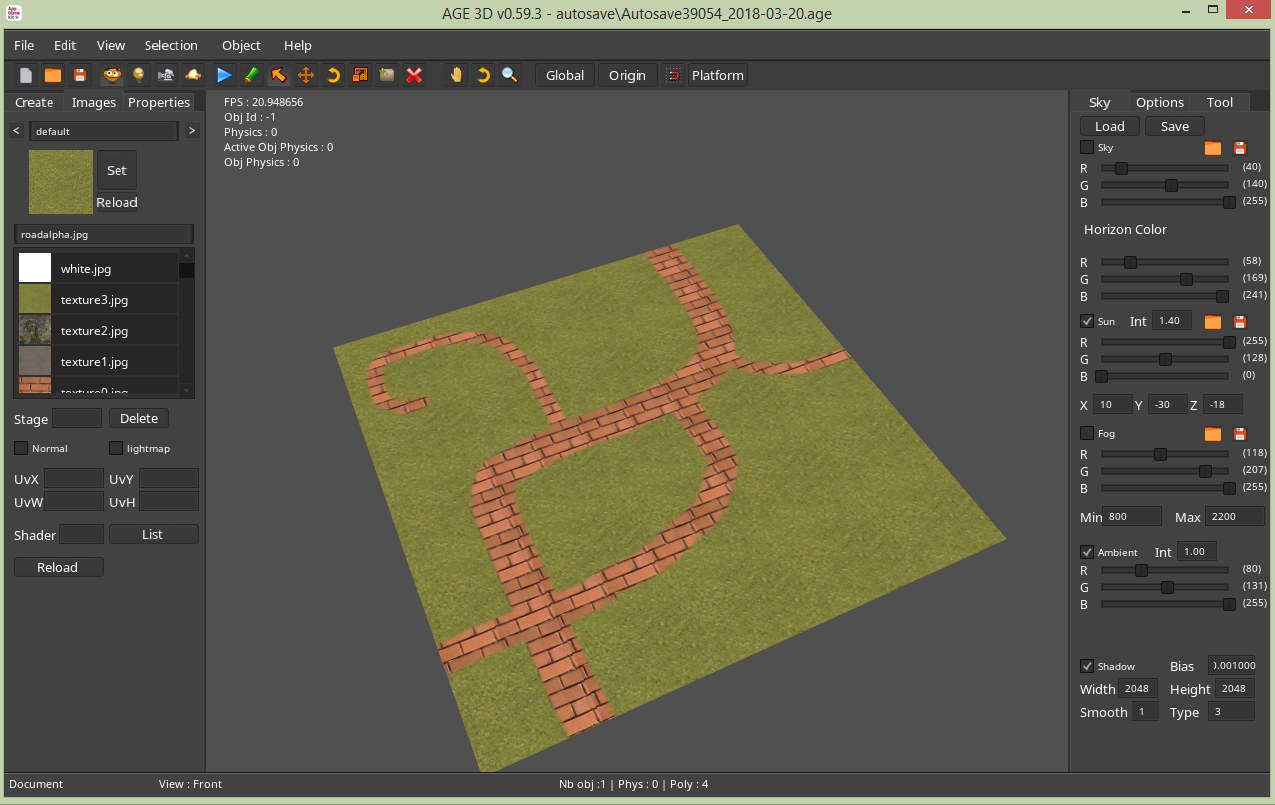 AGE 3D v0.59.3 - autosave\Autosave39054_2018-03-20.age
File Edit View Selection Object Help
Global Origin Platform
Create Images Properties
< default >
Set
Reload
roadalpha.jpg
white.jpg
texture3.jpg
texture2.jpg
texture1.jpg
texture0.jpg
Stage Delete
Normal lightmap
UvX UvY
UvW UvH
Shader List
Reload
FPS : 20.948656
Obj Id : -1
Physics : 0
Active Obj Physics : 0
Obj Physics : 0
Sky Options Tool
Load Save
Sky
R (40)
G (140)
B (255)
Horizon Color
R (58)
G (169)
B (241)
Sun Int 1.40
R (255)
G (128)
B (0)
X 10 Y -30 Z -18
Fog
R (118)
G (207)
B (255)
Min 800 Max 2200
Ambient Int 1.00
R (80)
G (131)
B (255)
Shadow Bias 0.001000
Width 2048 Height 2048
Smooth 1 Type 3
Document View : Front Nb obj :1 | Phys : 0 | Poly : 4